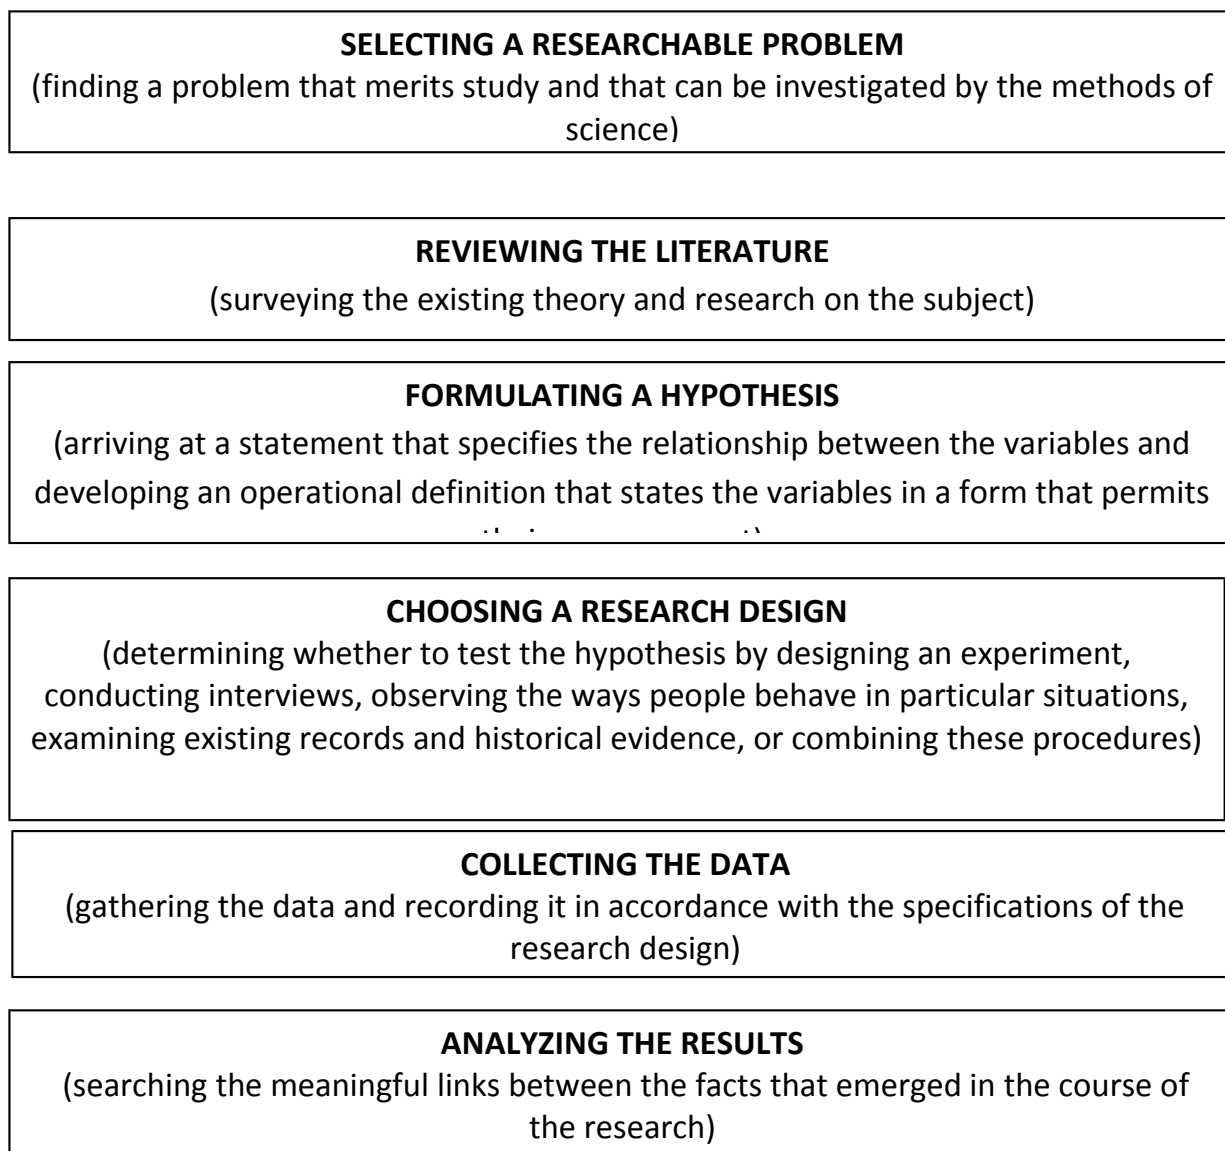 SELECTING A RESEARCHABLE PROBLEM
(finding a problem that merits study and that can be investigated by the methods of
science)
REVIEWING THE LITERATURE
(surveying the existing theory and research on the subject)
FORMULATING A HYPOTHESIS
(arriving at a statement that specifies the relationship between the variables and
developing an operational definition that states the variables in a form that permits
CHOOSING A RESEARCH DESIGN
(determining whether to test the hypothesis by designing an experiment,
conducting interviews, observing the ways people behave in particular situations,
examining existing records and historical evidence, or combining these procedures)
COLLECTING THE DATA
(gathering the data and recording it in accordance with the specifications of the
research design)
ANALYZING THE RESULTS
(searching the meaningful links between the facts that emerged in the course of
the research)